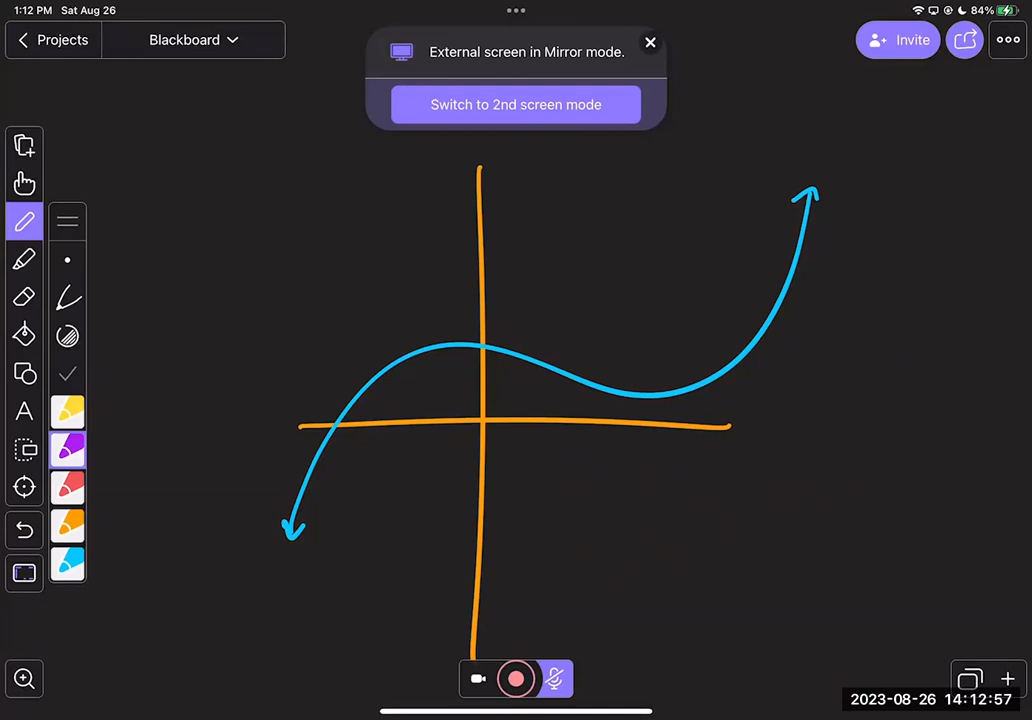 1:12 PM Sat Aug 26
84%
Projects
Blackboard
External screen in Mirror mode.
Switch to 2nd screen mode
Invite
A
2023-08-26 14:12:57